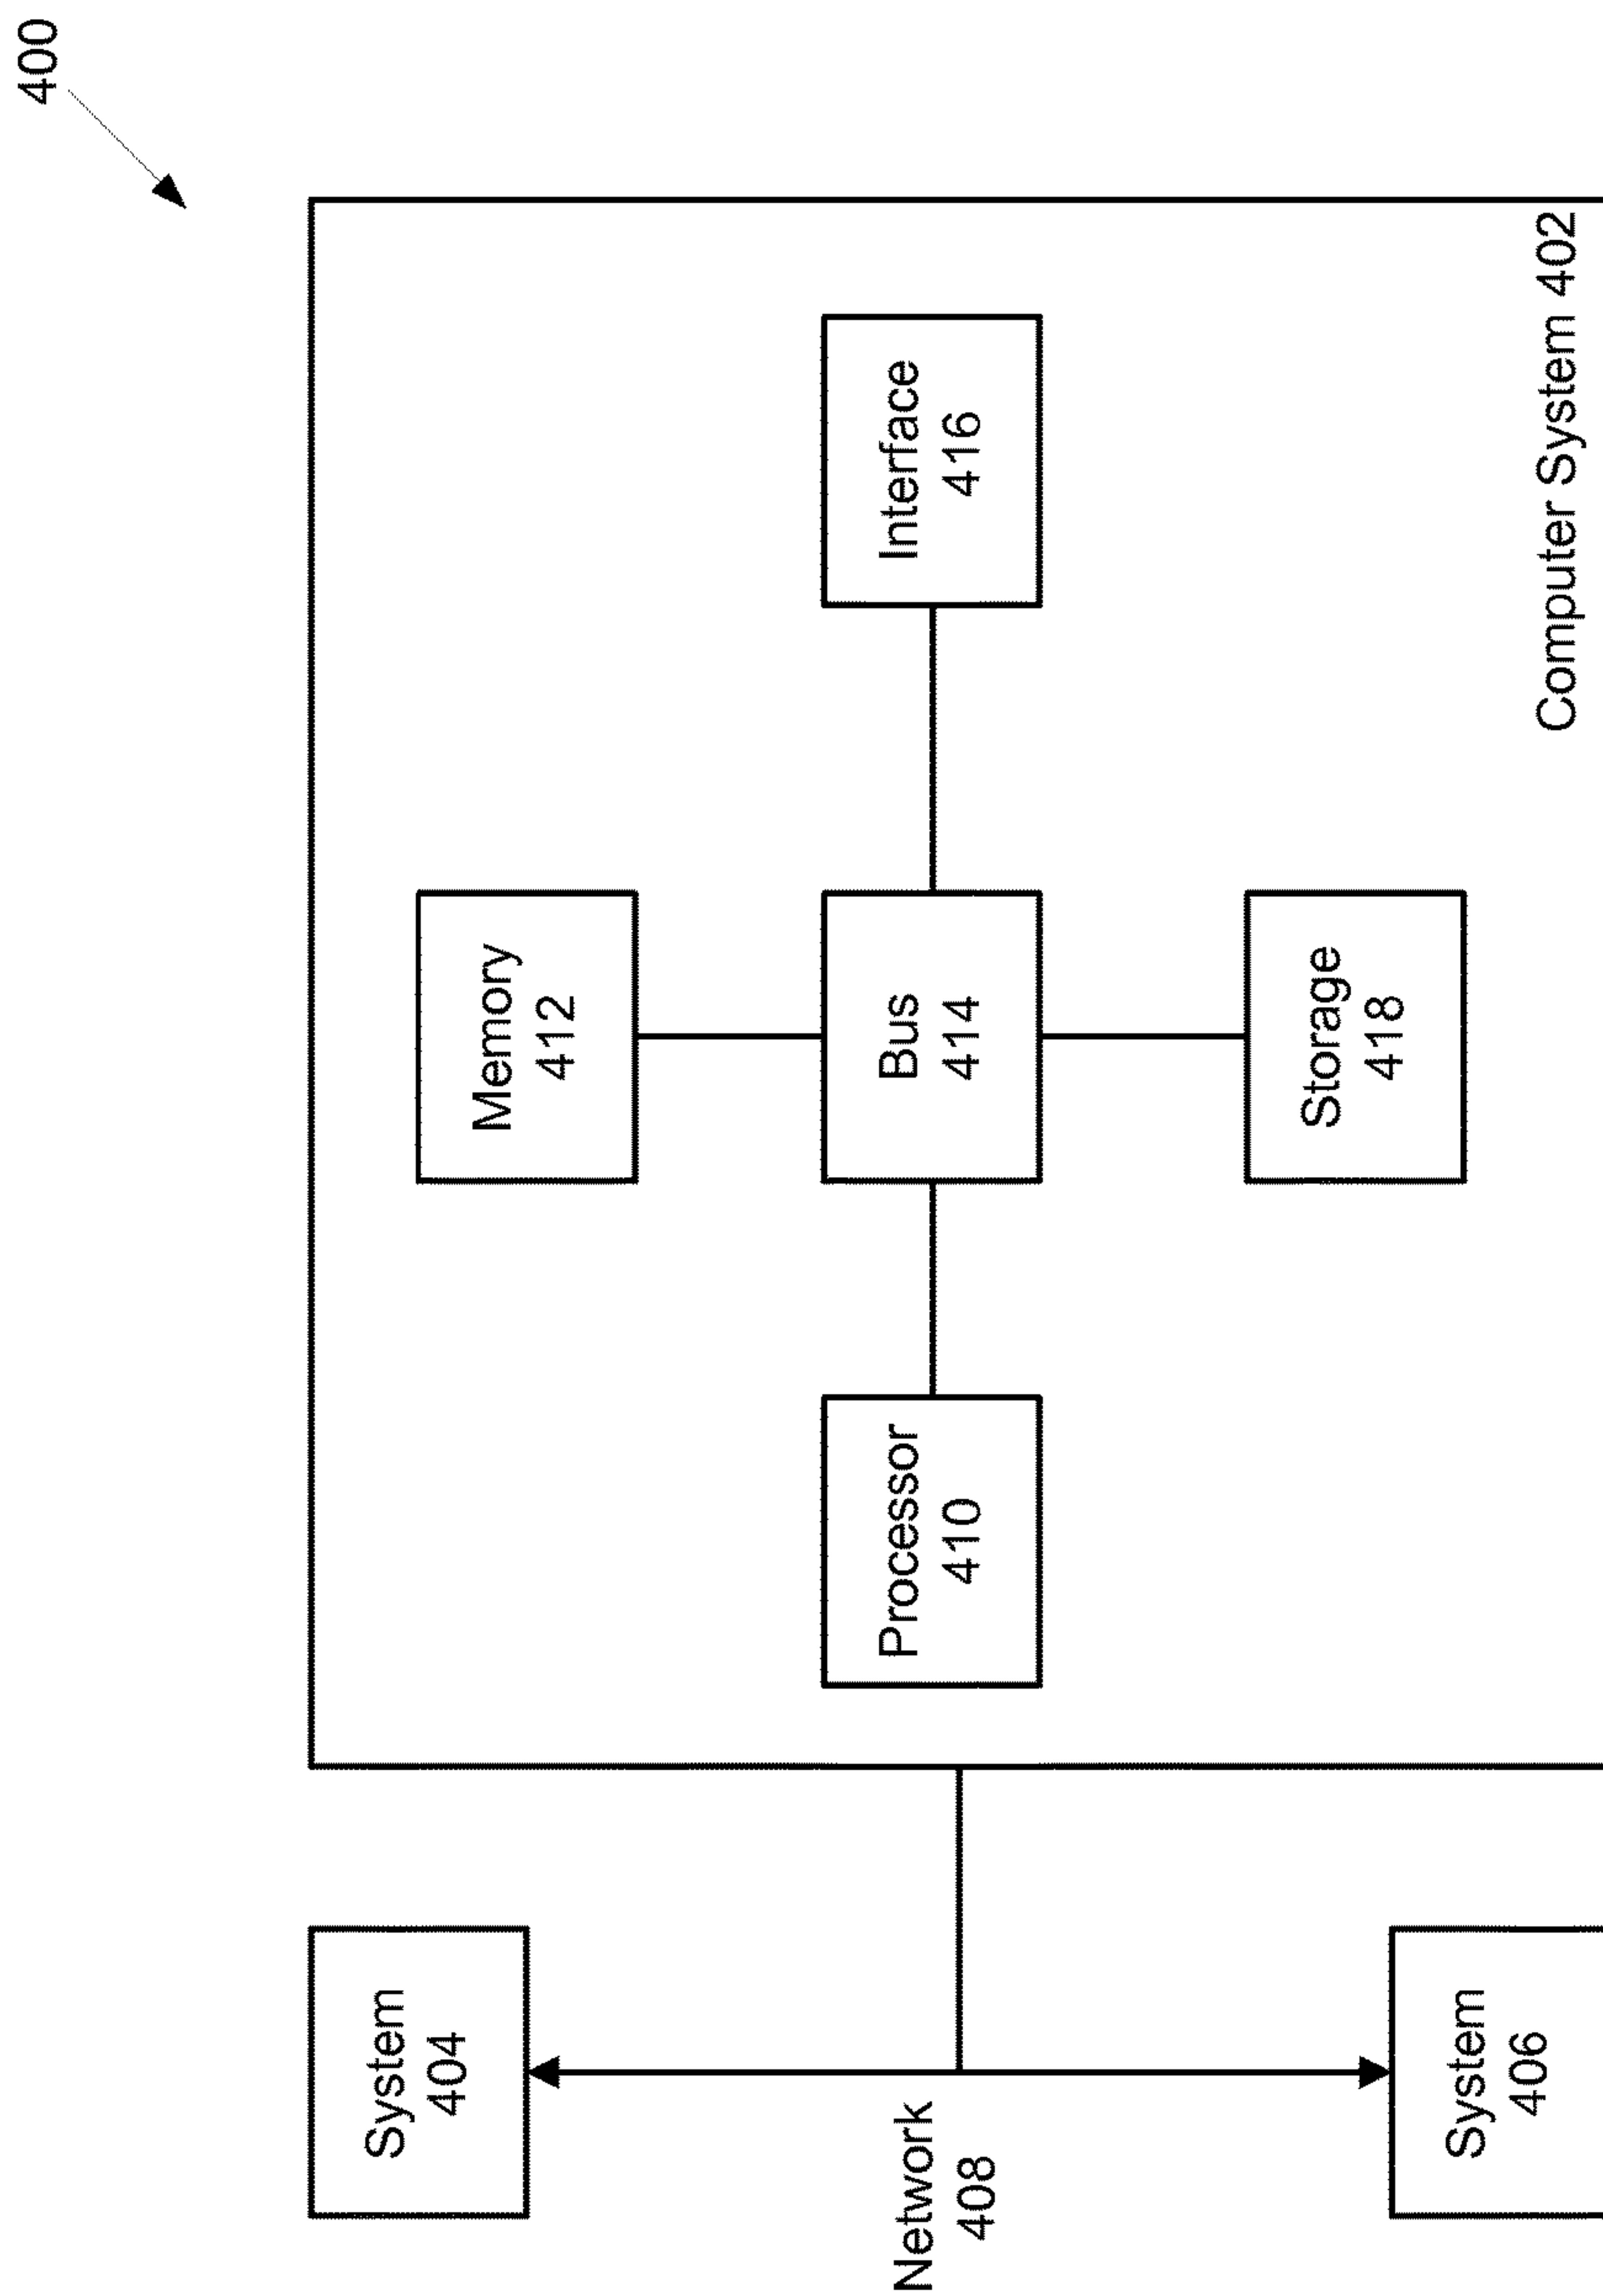 400
System
404
Network
408
System
406
Memory
412
Processor
410
Bus
414
Interface
416
Storage
418
Computer System 402